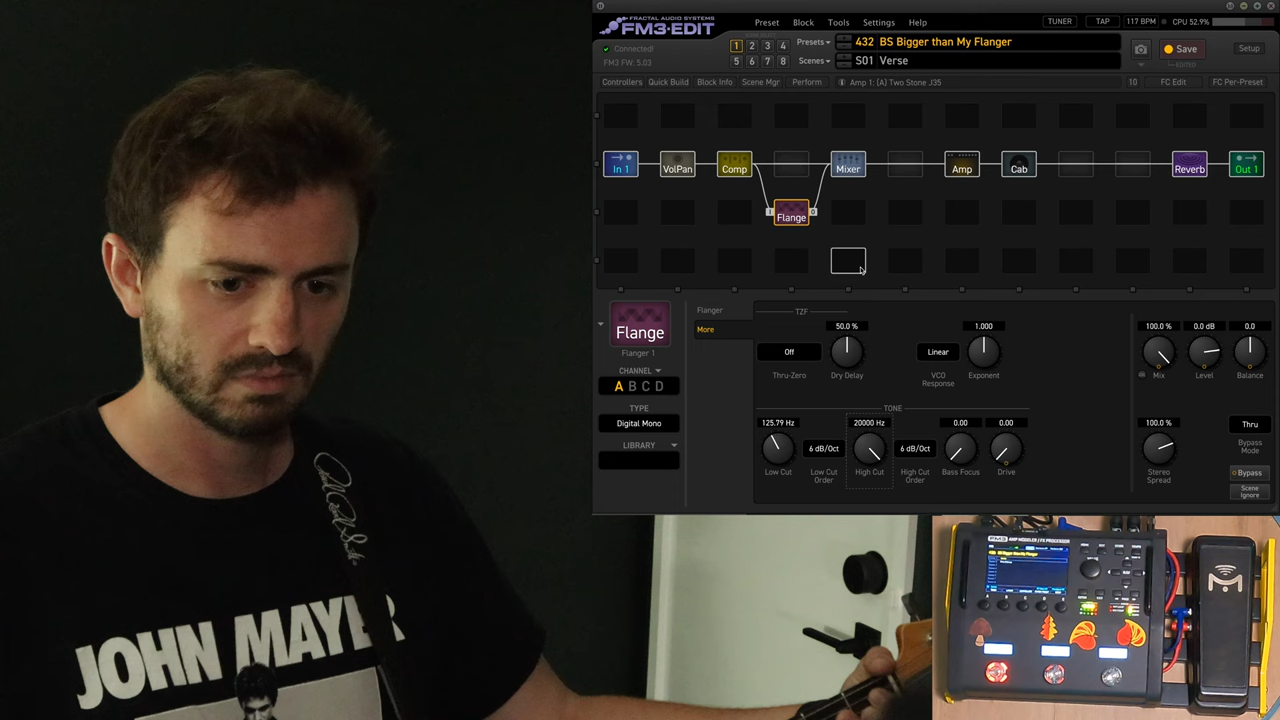 FRACTAL AUDIO SYSTEMS
FM3-EDIT
Preset Block Tools Settings Help
TUNER TAP 117 BPM CPU 52.9%
Connected!
FM3 FW: 5.03
1 2 3 4
5 6 7 8
Presets
432 BS Bigger than My Flanger
Scenes
S01 Verse
Save
Setup
Controllers Quick Build Block Info Scene Mgr Perform
Amp 1: (A) Two Stone J35
10 FC Edit FC Per-Preset
In 1 VolPan Comp Mixer Amp Cab Reverb Out 1
I Flange O
Flange
Flanger 1
CHANNEL
A B C D
TYPE
Digital Mono
LIBRARY
Flanger
More
TZF
50.0 % 1.000
Off Linear
Thru-Zero Dry Delay VCO Response Exponent
TONE
125.79 Hz 20000 Hz 0.00 0.00
6 dB/Oct 6 dB/Oct
Low Cut Low Cut Order High Cut High Cut Order Bass Focus Drive
100.0 % 0.0 dB 0.0
Mix Level Balance
100.0 %
Thru
Stereo Spread
Bypass Mode
Bypass
Scene Ignore
JOHN MAYER
FM3 AMP MODELER / FX PROCESSOR